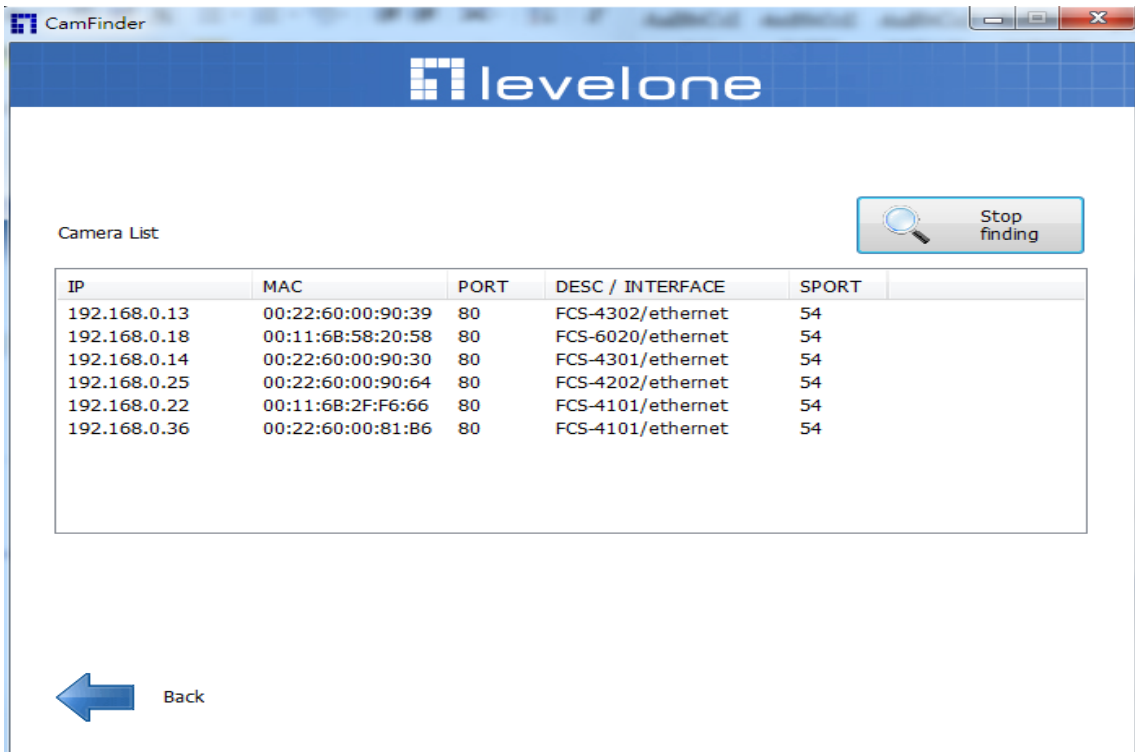 CamFinder
levelone
Stop
finding
Camera List
IP MAC PORT DESC / INTERFACE SPORT
192.168.0.13 00:22:60:00:90:39 80 FCS-4302/ethernet 54
192.168.0.18 00:11:6B:58:20:58 80 FCS-6020/ethernet 54
192.168.0.14 00:22:60:00:90:30 80 FCS-4301/ethernet 54
192.168.0.25 00:22:60:00:90:64 80 FCS-4202/ethernet 54
192.168.0.22 00:11:6B:2F:F6:66 80 FCS-4101/ethernet 54
192.168.0.36 00:22:60:00:81:B6 80 FCS-4101/ethernet 54
Back